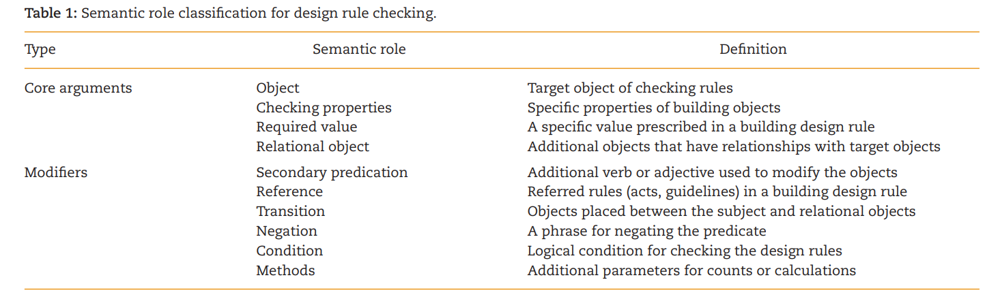 Table 1: Semantic role classification for design rule checking.
Type Semantic role Definition
Core arguments Object Target object of checking rules
Checking properties Specific properties of building objects
Required value A specific value prescribed in a building design rule
Relational object Additional objects that have relationships with target objects
Modifiers Secondary predication Additional verb or adjective used to modify the objects
Reference Referred rules (acts, guidelines) in a building design rule
Transition Objects placed between the subject and relational objects
Negation A phrase for negating the predicate
Condition Logical condition for checking the design rules
Methods Additional parameters for counts or calculations